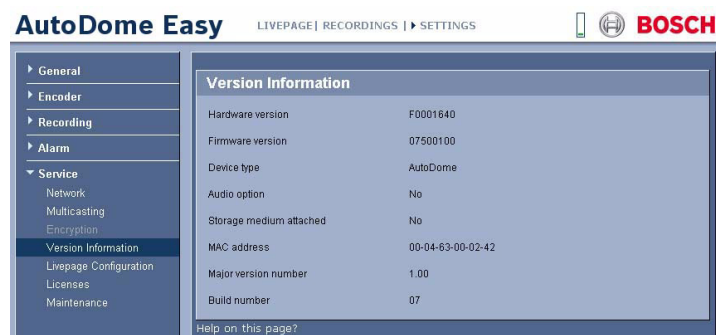 AutoDome Easy
LIVEPAGE| RECORDINGS | SETTINGS
BOSCH
General
Encoder
Recording
Alarm
Service
Network
Multicasting
Encryption
Version Information
Livepage Configuration
Licenses
Maintenance
Version Information
Hardware version F0001640
Firmware version 07500100
Device type AutoDome
Audio option No
Storage medium attached No
MAC address 00-04-63-00-02-42
Major version number 1.00
Build number 07
Help on this page?